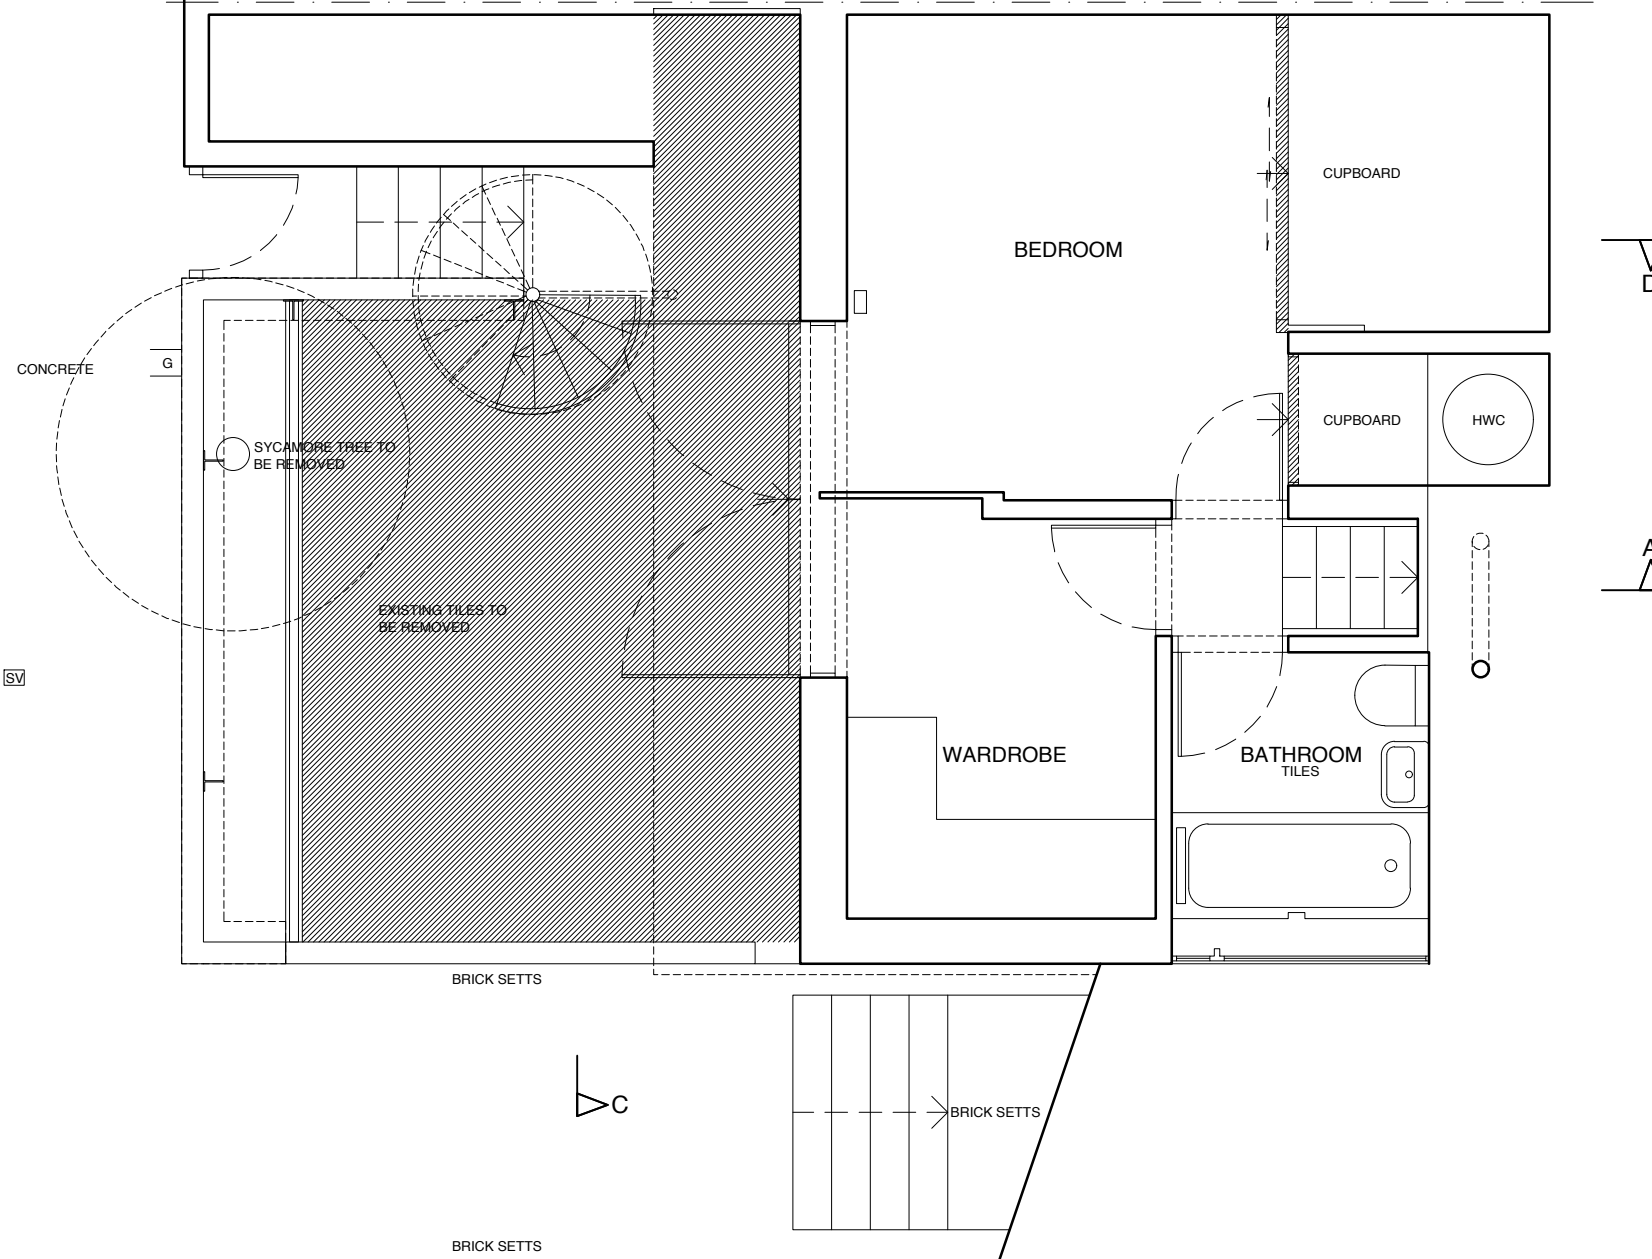 CUPBOARD
BEDROOM
D
CONCRETE
G
CUPBOARD
HWC
SYCAMORE TREE TO
BE REMOVED
A
EXISTING TILES TO
BE REMOVED
SV
WARDROBE
BATHROOM
TILES
BRICK SETTS
C
BRICK SETTS
BRICK SETTS